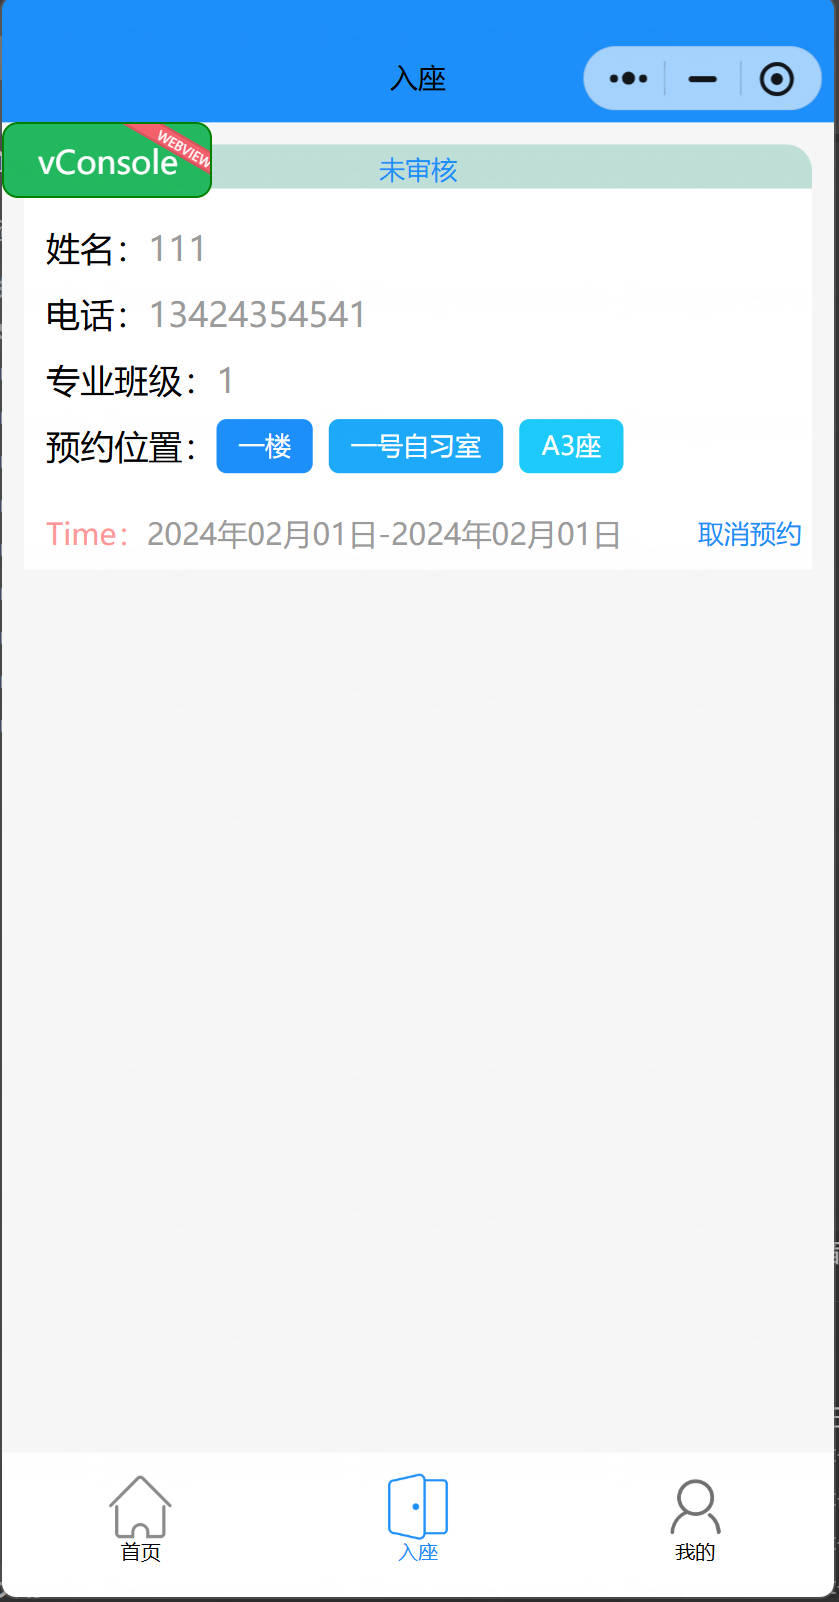 入座
vConsole
WEBVIEW
未审核
姓名：111
电话：13424354541
专业班级：1
预约位置：一楼 一号自习室 A3座
Time：2024年02月01日-2024年02月01日 取消预约
首页 入座 我的